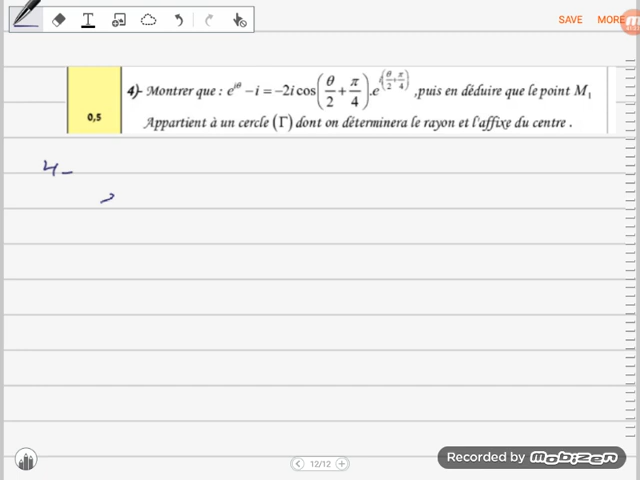 SAVE MORE
4)- Montrer que : e^{iθ} - i = -2i cos(θ/2 + π/4).e^{i(θ/2 + π/4)} , puis en déduire que le point M₁
0,5 Appartient à un cercle (Γ) dont on déterminera le rayon et l'affixe du centre .
4-
12/12
Recorded by Mobizen